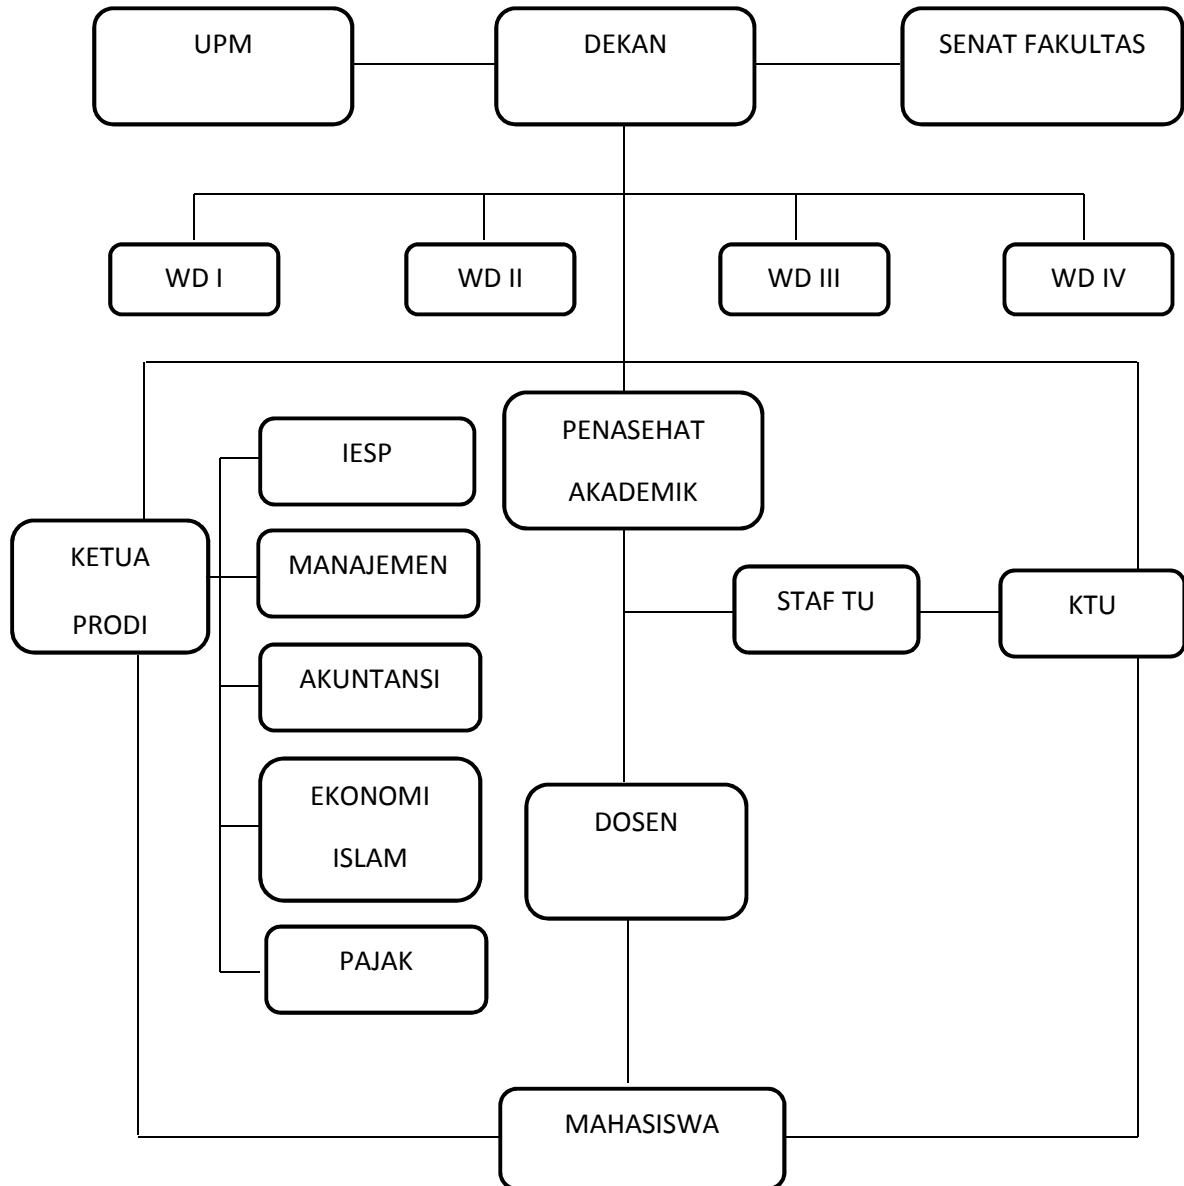 UPM
DEKAN
SENAT FAKULTAS
WD I
WD II
WD III
WD IV
PENASEHAT
AKADEMIK
IESP
KETUA
PRODI
MANAJEMEN
STAF TU
KTU
AKUNTANSI
EKONOMI
ISLAM
DOSEN
PAJAK
MAHASISWA